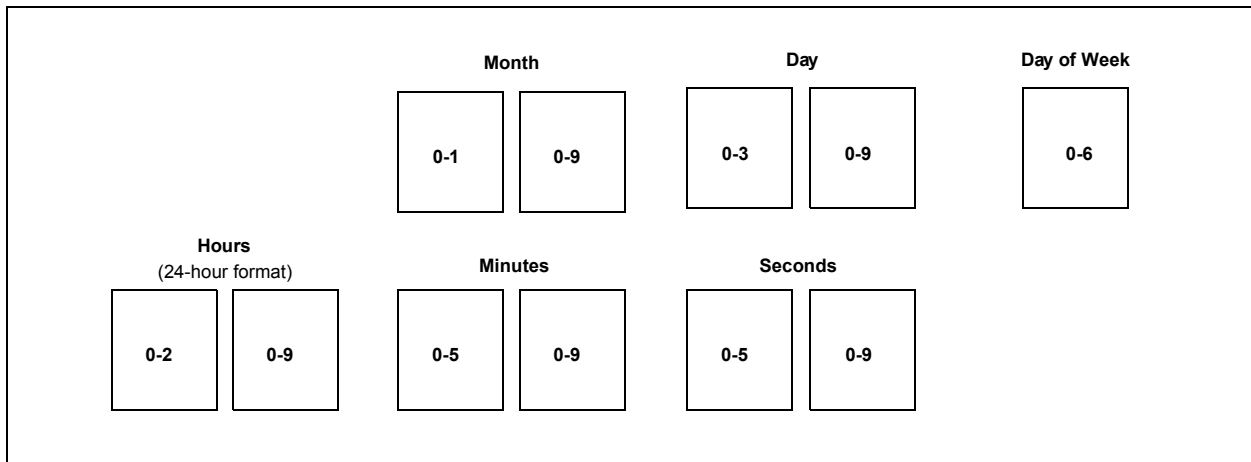 Month Day Day of Week
0-1 0-9 0-3 0-9 0-6
Hours
(24-hour format) Minutes Seconds
0-2 0-9 0-5 0-9 0-5 0-9